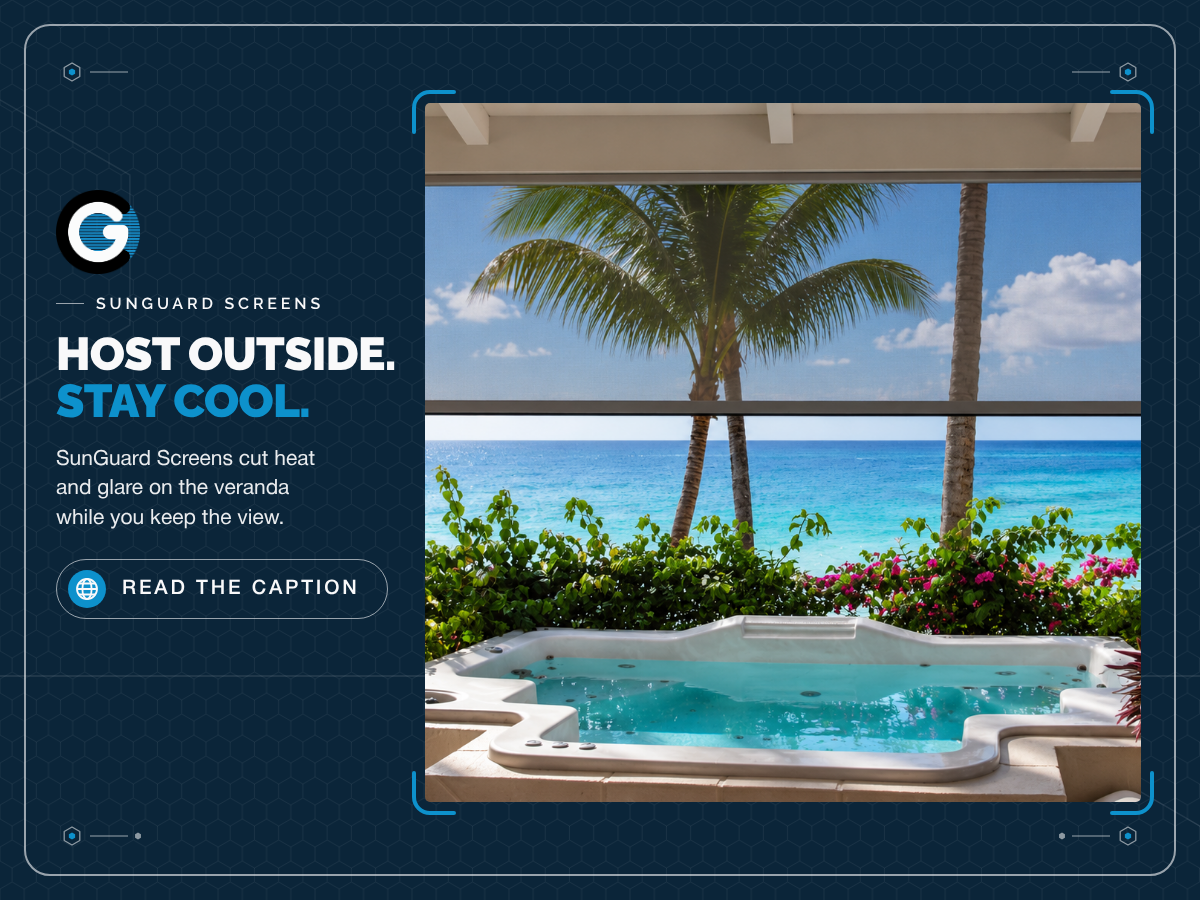 SUNGUARD SCREENS
HOST OUTSIDE.
STAY COOL.
SunGuard Screens cut heat
and glare on the veranda
while you keep the view.
READ THE CAPTION